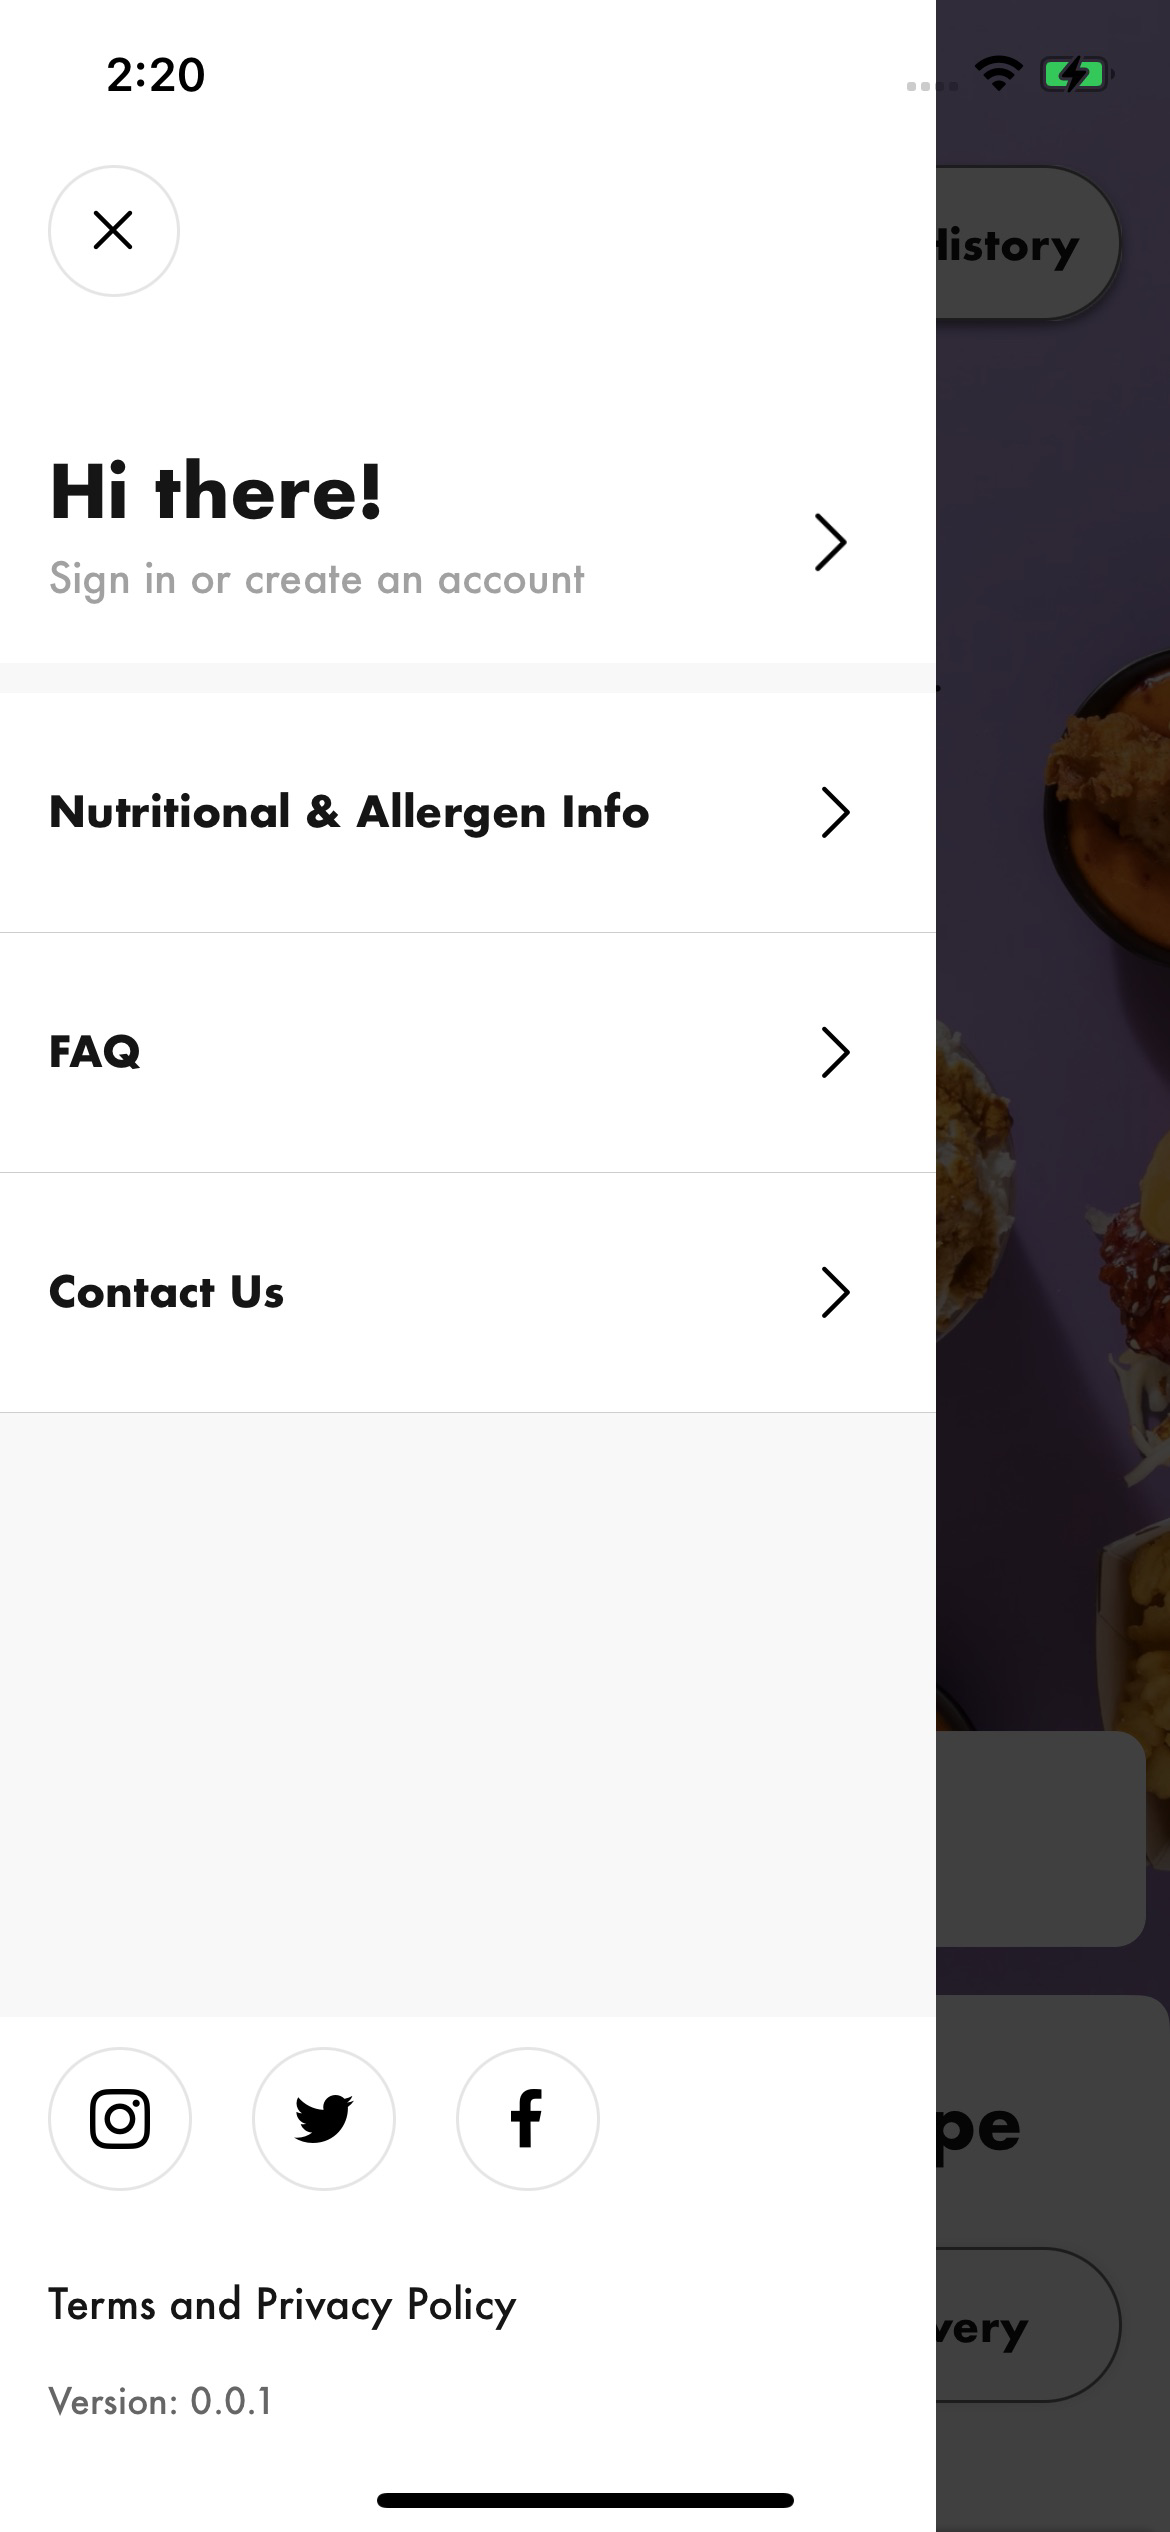 2:20
History
Hi there!
Sign in or create an account
Nutritional & Allergen Info
FAQ
Contact Us
pe
very
Terms and Privacy Policy
Version: 0.0.1